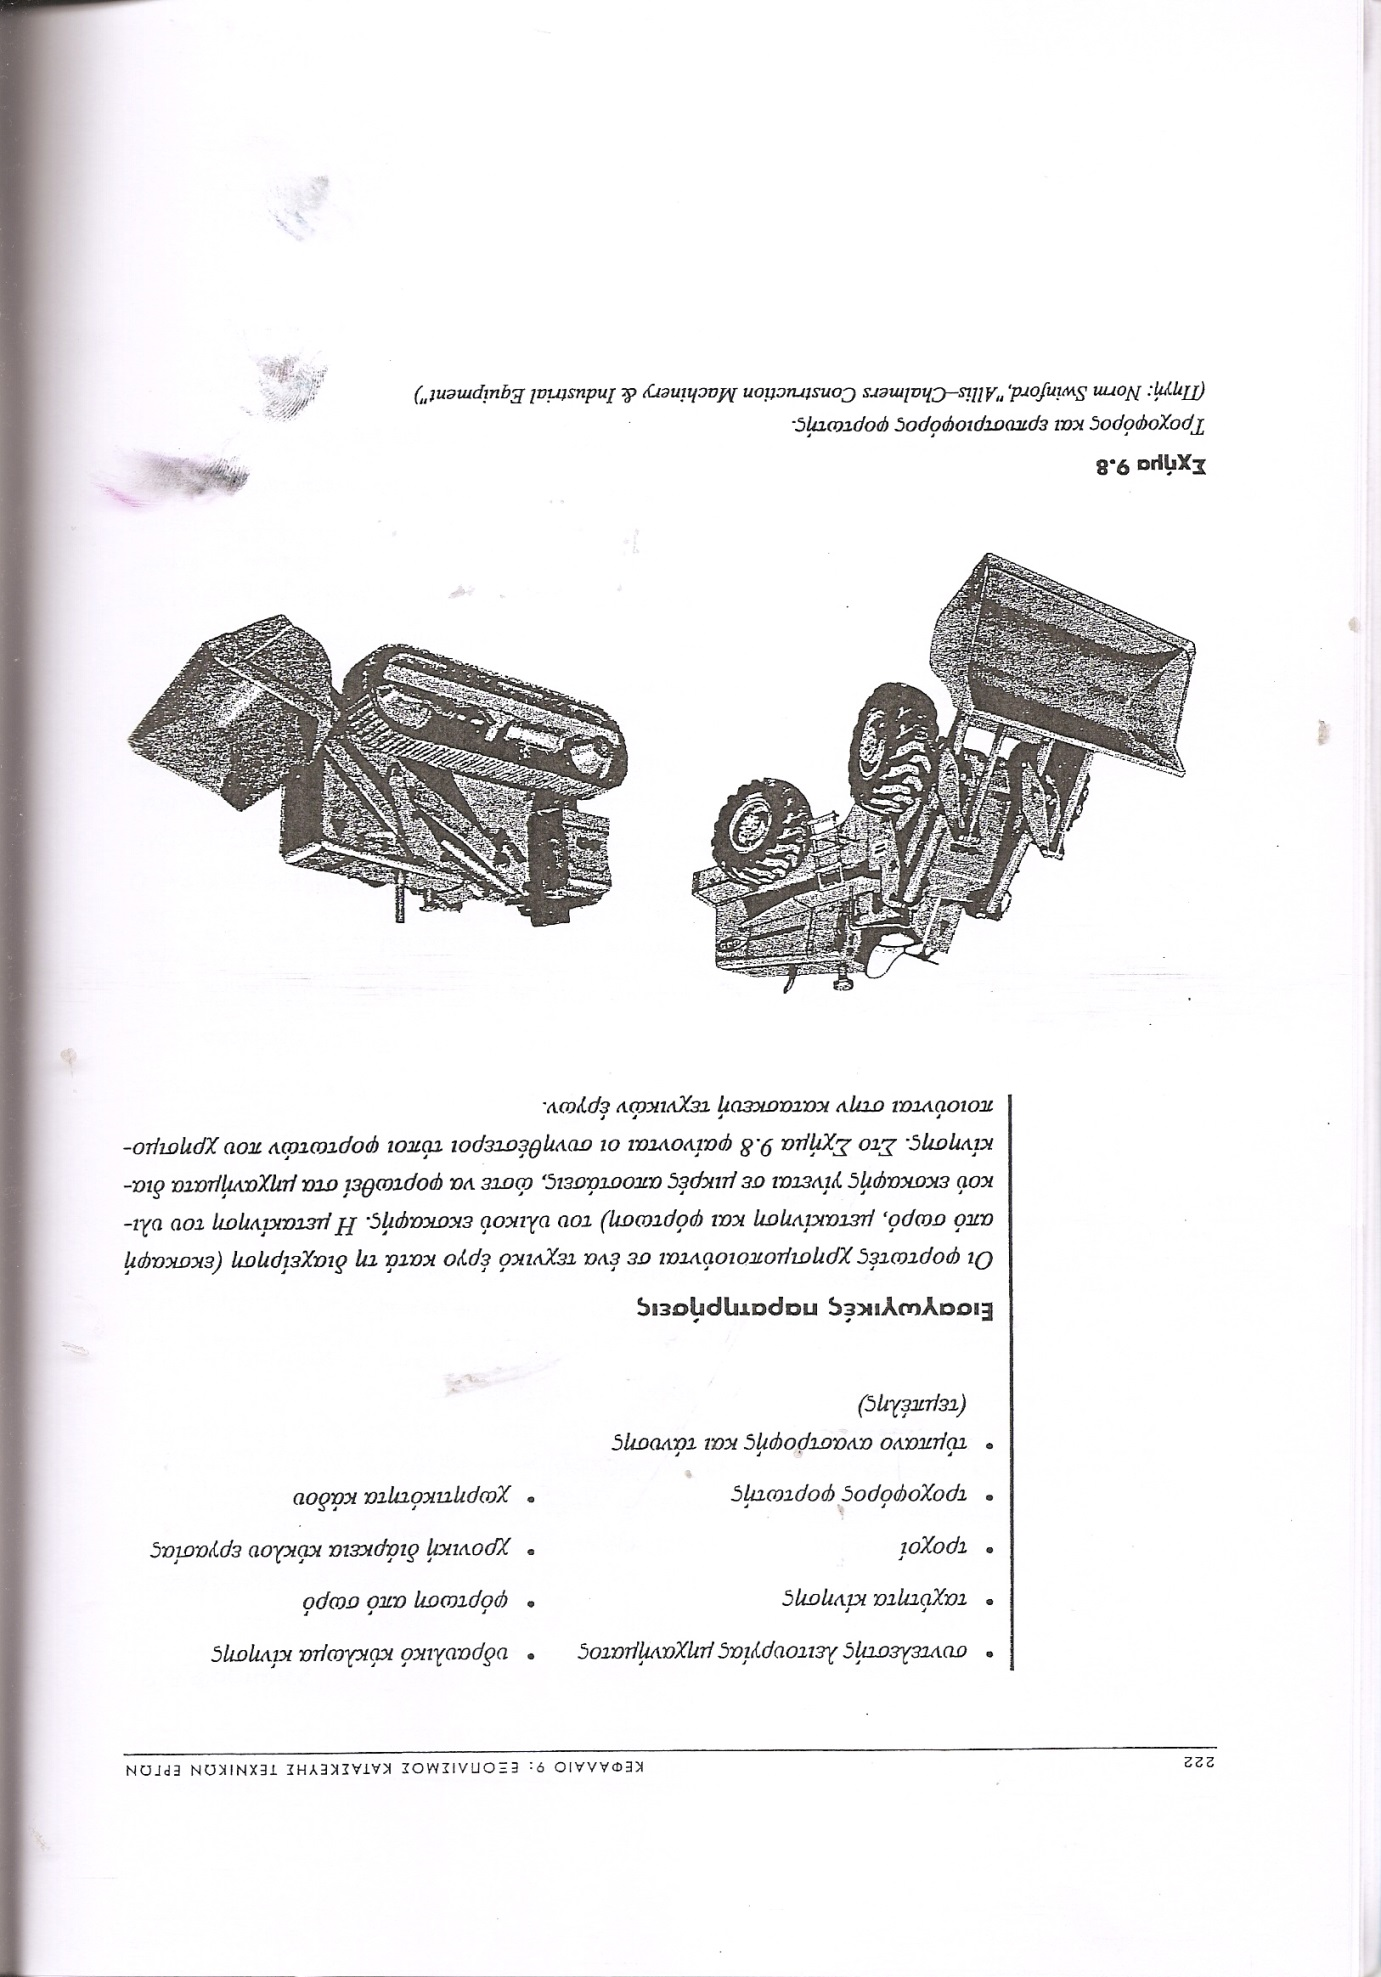 222
ΚΕΦΑΛΑΙΟ 9: ΕΞΟΠΛΙΣΜΟΣ ΚΑΤΑΣΚΕΥΗΣ ΤΕΧΝΙΚΩΝ ΕΡΓΩΝ
• συντελεστής λειτουργίας μηχανήματος
• ταχύτητα κίνησης
• τροχοί
• τροχοφόρος φορτωτής
• τύμπανο αναστροφής και τάνυσης
(τεμπέλης)
• υδραυλικό κύκλωμα κίνησης
• φόρτωση από σωρό
• χρονική διάρκεια κύκλου εργασίας
• χωρητικότητα κάδου
Εισαγωγικές παρατηρήσεις
Οι φορτωτές χρησιμοποιούνται σε ένα τεχνικό έργο κατά τη διαχείρηση (εκσκαφή
από σωρό, μετακίνηση και φόρτωση) του υλικού εκσκαφής. Η μετακίνηση του υλι-
κού εκσκαφής γίνεται σε μικρές αποστάσεις, ώστε να φορτωθεί στα μηχανήματα δια-
κίνησης. Στο Σχήμα 9.8 φαίνονται οι συνηθέστεροι τύποι φορτωτών που χρησιμο-
ποιούνται στην κατασκευή τεχνικών έργων.
Σχήμα 9.8
Τροχοφόρος και ερπυστριοφόρος φορτωτής.
(Πηγή: Norm Swinford, "Allis–Chalmers Construction Machinery & Industrial Equipment")